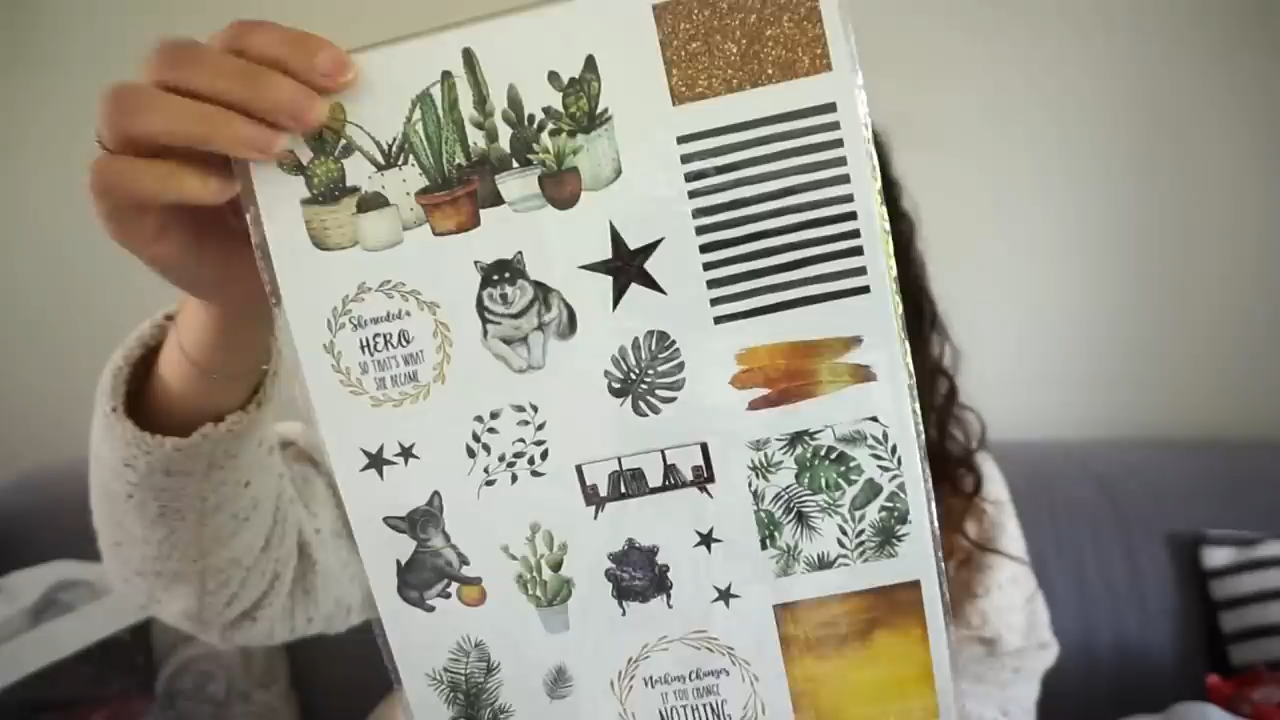 She needed a
HERO
SO THAT'S WHAT
SHE BECAME
Nothing Changes
IF YOU CHANGE
NOTHING